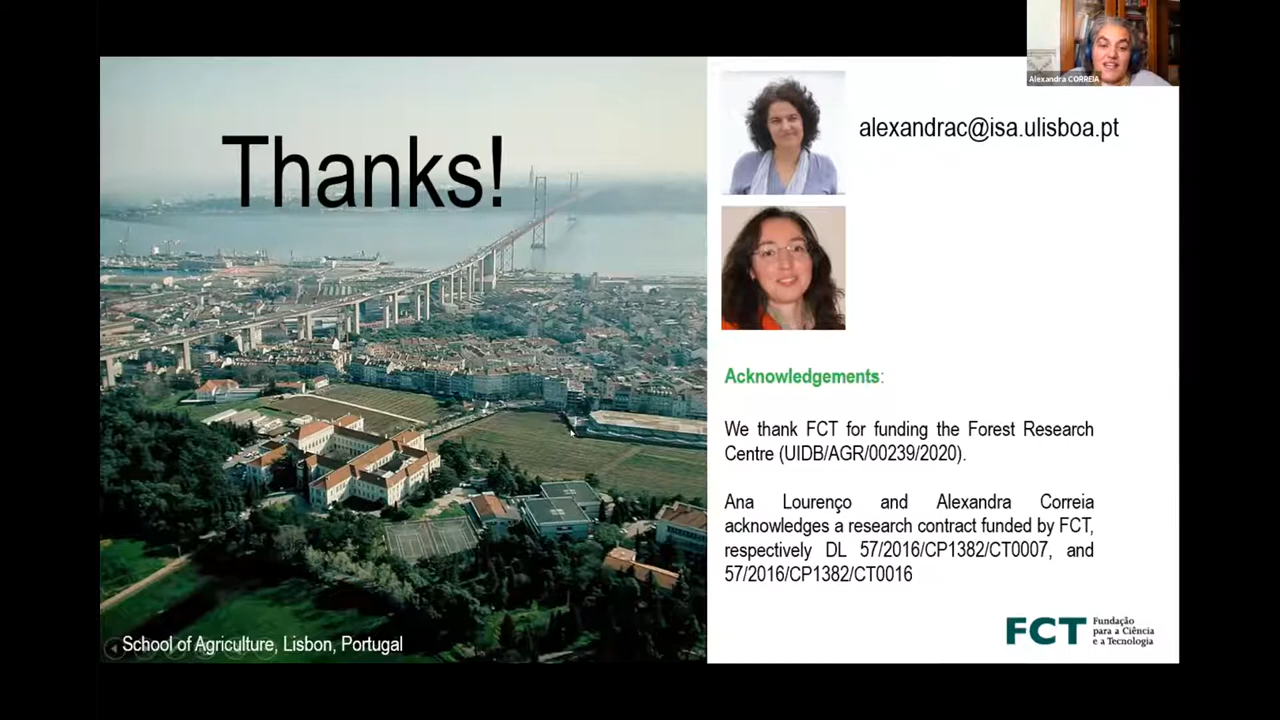 Alexandra CORREIA
Thanks!
alexandrac@isa.ulisboa.pt
Acknowledgements:
We thank FCT for funding the Forest Research
Centre (UIDB/AGR/00239/2020).
Ana Lourenço and Alexandra Correia
acknowledges a research contract funded by FCT,
respectively DL 57/2016/CP1382/CT0007, and
57/2016/CP1382/CT0016
School of Agriculture, Lisbon, Portugal
FCT
Fundação
para a Ciência
e a Tecnologia